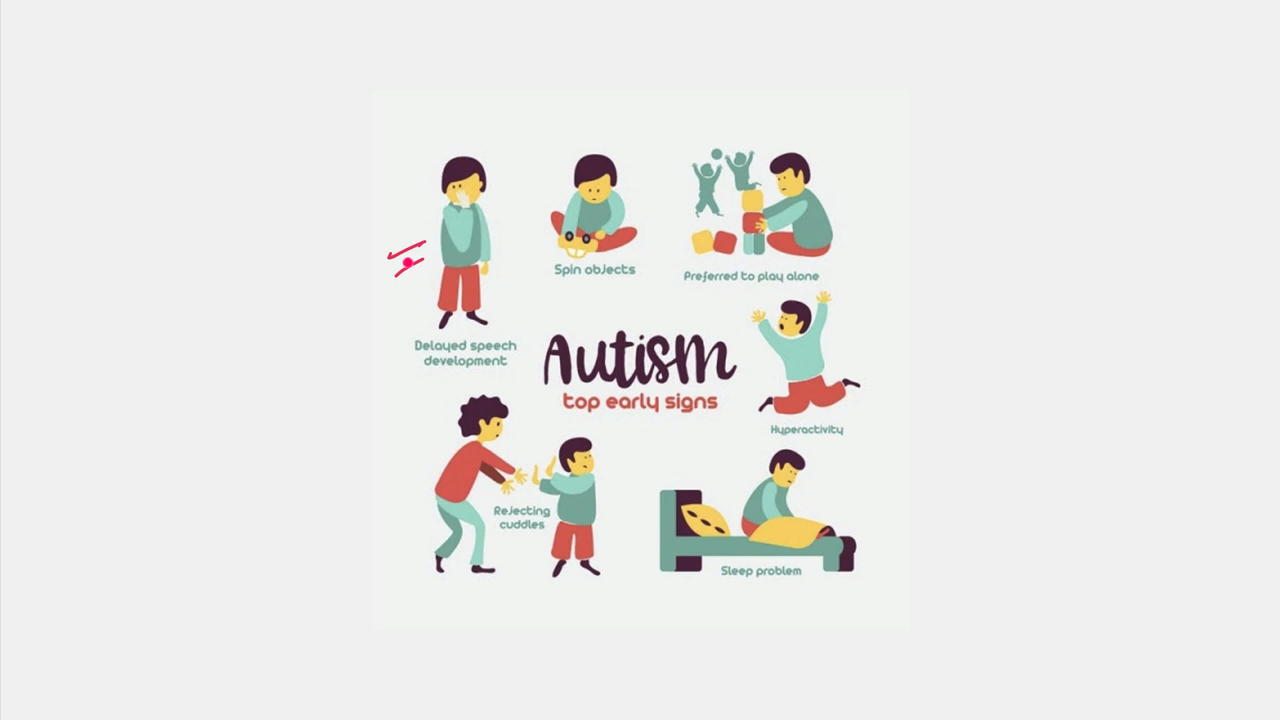 Spin objects
Preferred to play alone
Delayed speech
development
Autism
top early signs
Hyperactivity
Rejecting
cuddles
Sleep problem